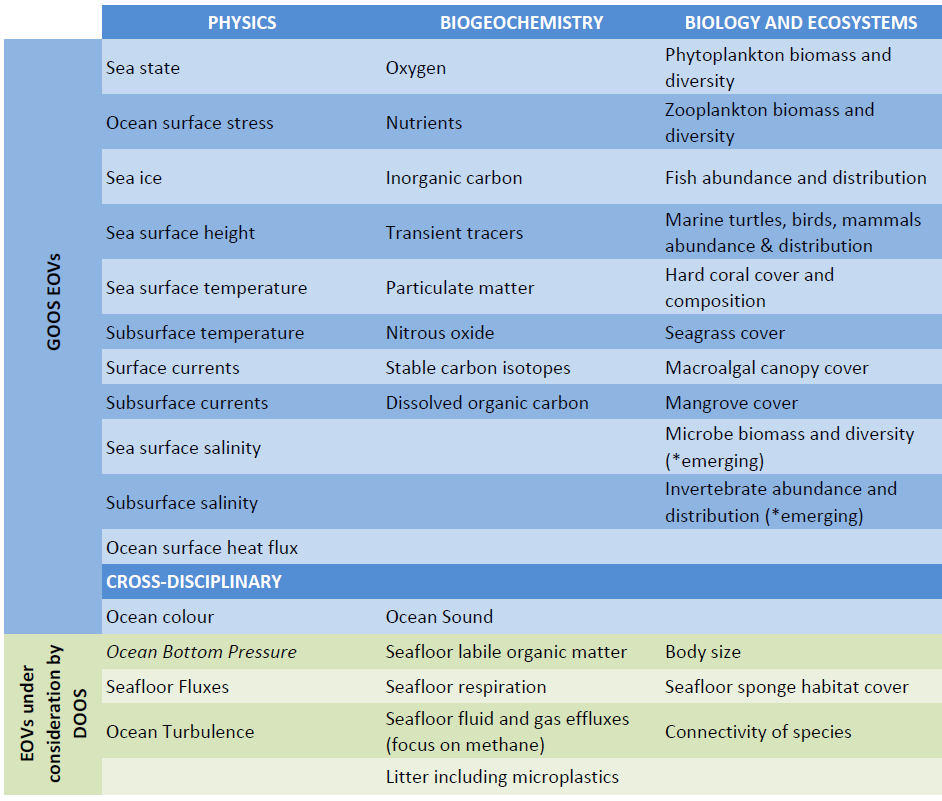 PHYSICS BIOGEOCHEMISTRY BIOLOGY AND ECOSYSTEMS
GOOS EOVs
Sea state Oxygen Phytoplankton biomass and
diversity
Ocean surface stress Nutrients Zooplankton biomass and
diversity
Sea ice Inorganic carbon Fish abundance and distribution
Sea surface height Transient tracers Marine turtles, birds, mammals
abundance & distribution
Sea surface temperature Particulate matter Hard coral cover and
composition
Subsurface temperature Nitrous oxide Seagrass cover
Surface currents Stable carbon isotopes Macroalgal canopy cover
Subsurface currents Dissolved organic carbon Mangrove cover
Sea surface salinity Microbe biomass and diversity
(*emerging)
Subsurface salinity Invertebrate abundance and
distribution (*emerging)
Ocean surface heat flux
CROSS-DISCIPLINARY
Ocean colour Ocean Sound
EOVs under
consideration by
DOOS
Ocean Bottom Pressure Seafloor labile organic matter Body size
Seafloor Fluxes Seafloor respiration Seafloor sponge habitat cover
Ocean Turbulence Seafloor fluid and gas effluxes
(focus on methane) Connectivity of species
Litter including microplastics